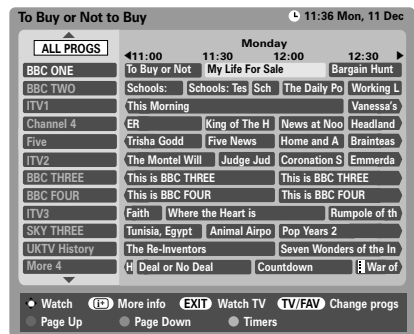 To Buy or Not to Buy 11:36 Mon, 11 Dec
ALL PROGS Monday
11:00 11:30 12:00 12:30
BBC ONE To Buy or Not My Life For Sale Bargain Hunt
BBC TWO Schools: Schools: Tes Sch The Daily Po Working L
ITV1 This Morning Vanessa's
Channel 4 ER King of The H News at Noo Headland
Five Trisha Godd Five News Home and A Brainteas
ITV2 The Montel Will Judge Jud Coronation S Emmerda
BBC THREE This is BBC THREE This is BBC THREE
BBC FOUR This is BBC FOUR This is BBC FOUR
ITV3 Faith Where the Heart is Rumpole of th
SKY THREE Tunisia, Egypt Animal Airpo Pop Years 2
UKTV History The Re-Inventors Seven Wonders of the In
More 4 H Deal or No Deal Countdown War of
Watch i+ More info EXIT Watch TV TV/FAV Change progs
Page Up Page Down Timers